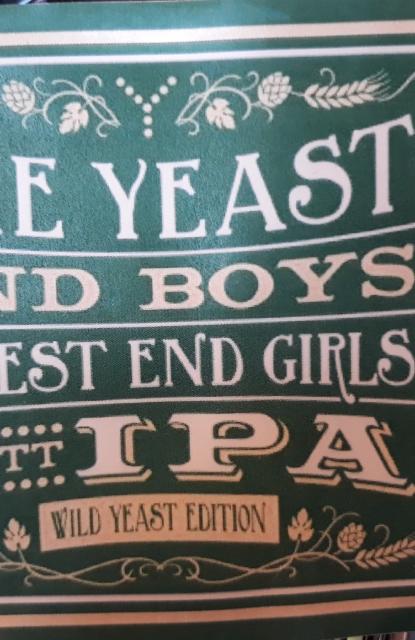 E YEAST
ND BOYS
EST END GIRLS
TT IPA
WILD YEAST EDITION